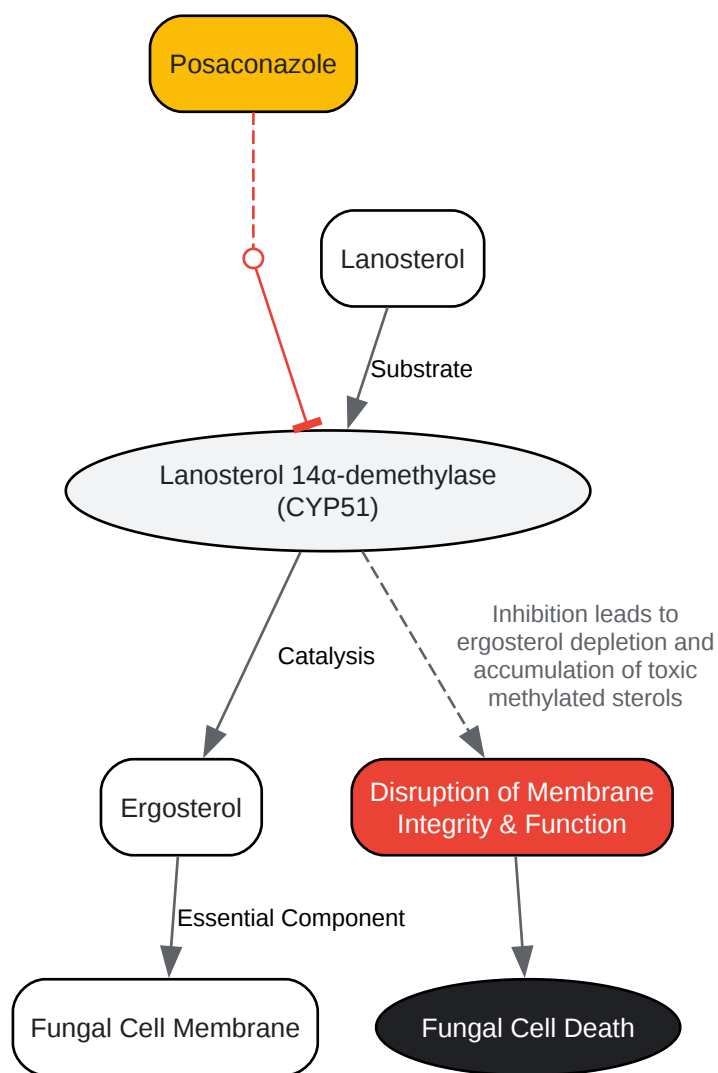 Posaconazole
Lanosterol
Substrate
Lanosterol 14α-demethylase
(CYP51)
Catalysis
Inhibition leads to
ergosterol depletion and
accumulation of toxic
methylated sterols
Ergosterol
Disruption of Membrane
Integrity & Function
Essential Component
Fungal Cell Membrane
Fungal Cell Death